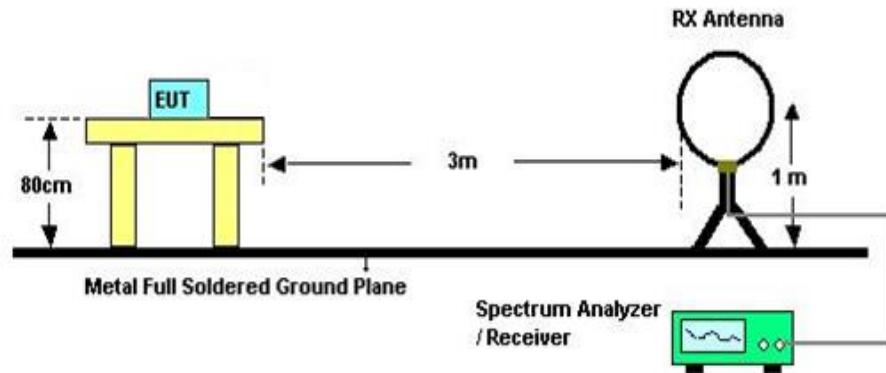 RX Antenna
EUT
80cm
3m
1 m
Metal Full Soldered Ground Plane
Spectrum Analyzer
/ Receiver